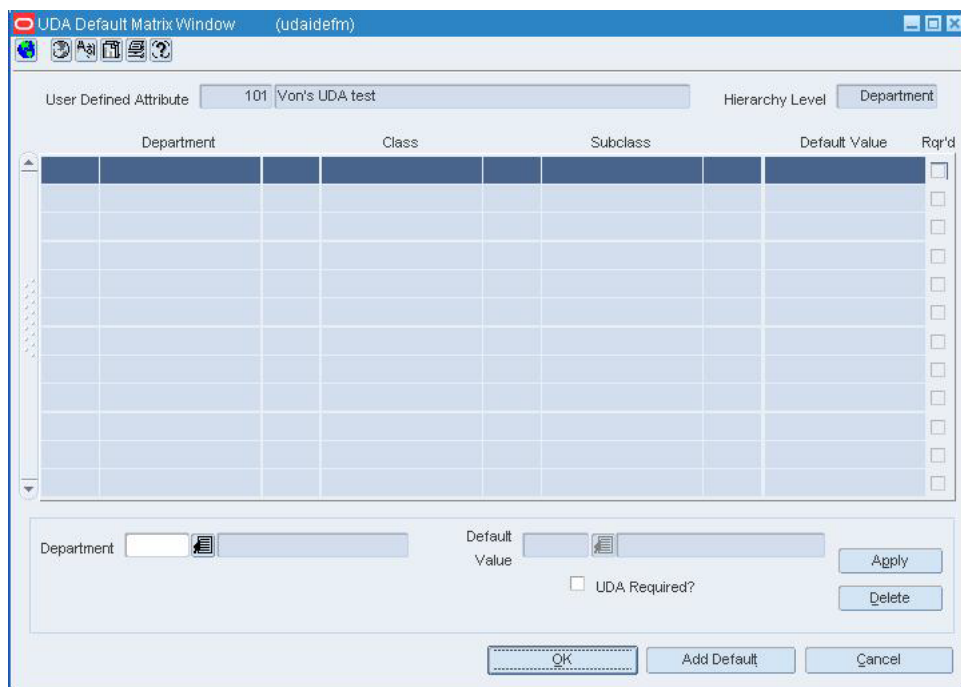 UDA Default Matrix Window (udaidefm)
User Defined Attribute 101 Von's UDA test Hierarchy Level Department
Department Class Subclass Default Value Rqr'd
Department Default Value
UDA Required?
Apply
Delete
OK Add Default Cancel